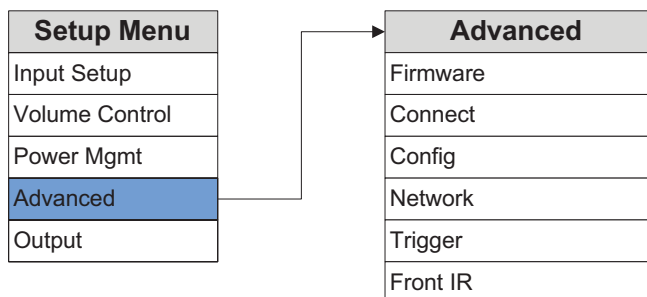 Setup Menu
Input Setup
Volume Control
Power Mgmt
Advanced
Output
Advanced
Firmware
Connect
Config
Network
Trigger
Front IR